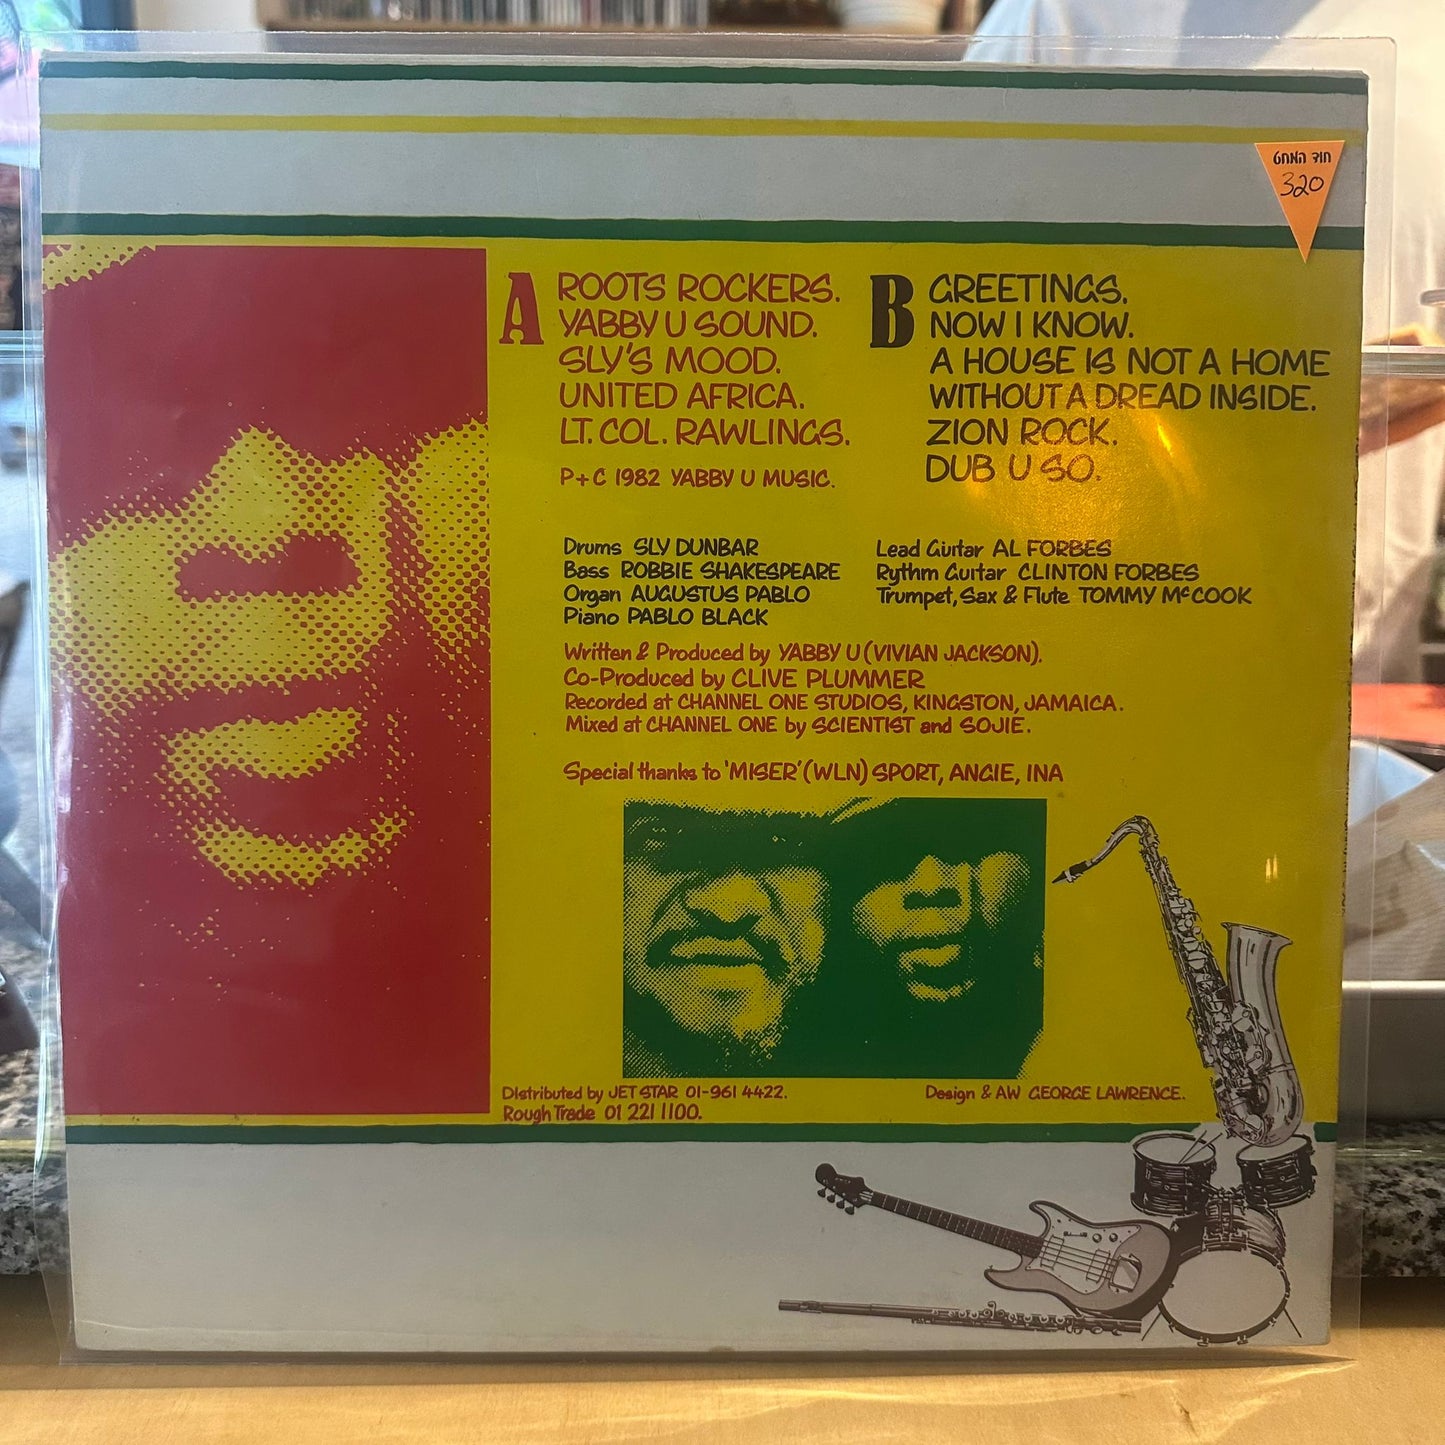 חוד המחט
320
A
ROOTS ROCKERS.
YABBY U SOUND.
SLY'S MOOD.
UNITED AFRICA.
LT. COL. RAWLINGS.
P+C 1982 YABBY U MUSIC.
B
GREETINGS.
NOW I KNOW.
A HOUSE IS NOT A HOME
WITHOUT A DREAD INSIDE.
ZION ROCK.
DUB U SO.
Drums SLY DUNBAR
Bass ROBBIE SHAKESPEARE
Organ AUGUSTUS PABLO
Piano PABLO BLACK
Lead Guitar AL FORBES
Rythm Guitar CLINTON FORBES
Trumpet, Sax & Flute TOMMY McCOOK
Written & Produced by YABBY U (VIVIAN JACKSON).
Co-Produced by CLIVE PLUMMER
Recorded at CHANNEL ONE STUDIOS, KINGSTON, JAMAICA.
Mixed at CHANNEL ONE by SCIENTIST and SOJIE.
Special thanks to 'MISER' (WLN) SPORT, ANGIE, INA
Distributed by JET STAR 01-961 4422.
Rough Trade 01 221 1100.
Design & AW GEORGE LAWRENCE.